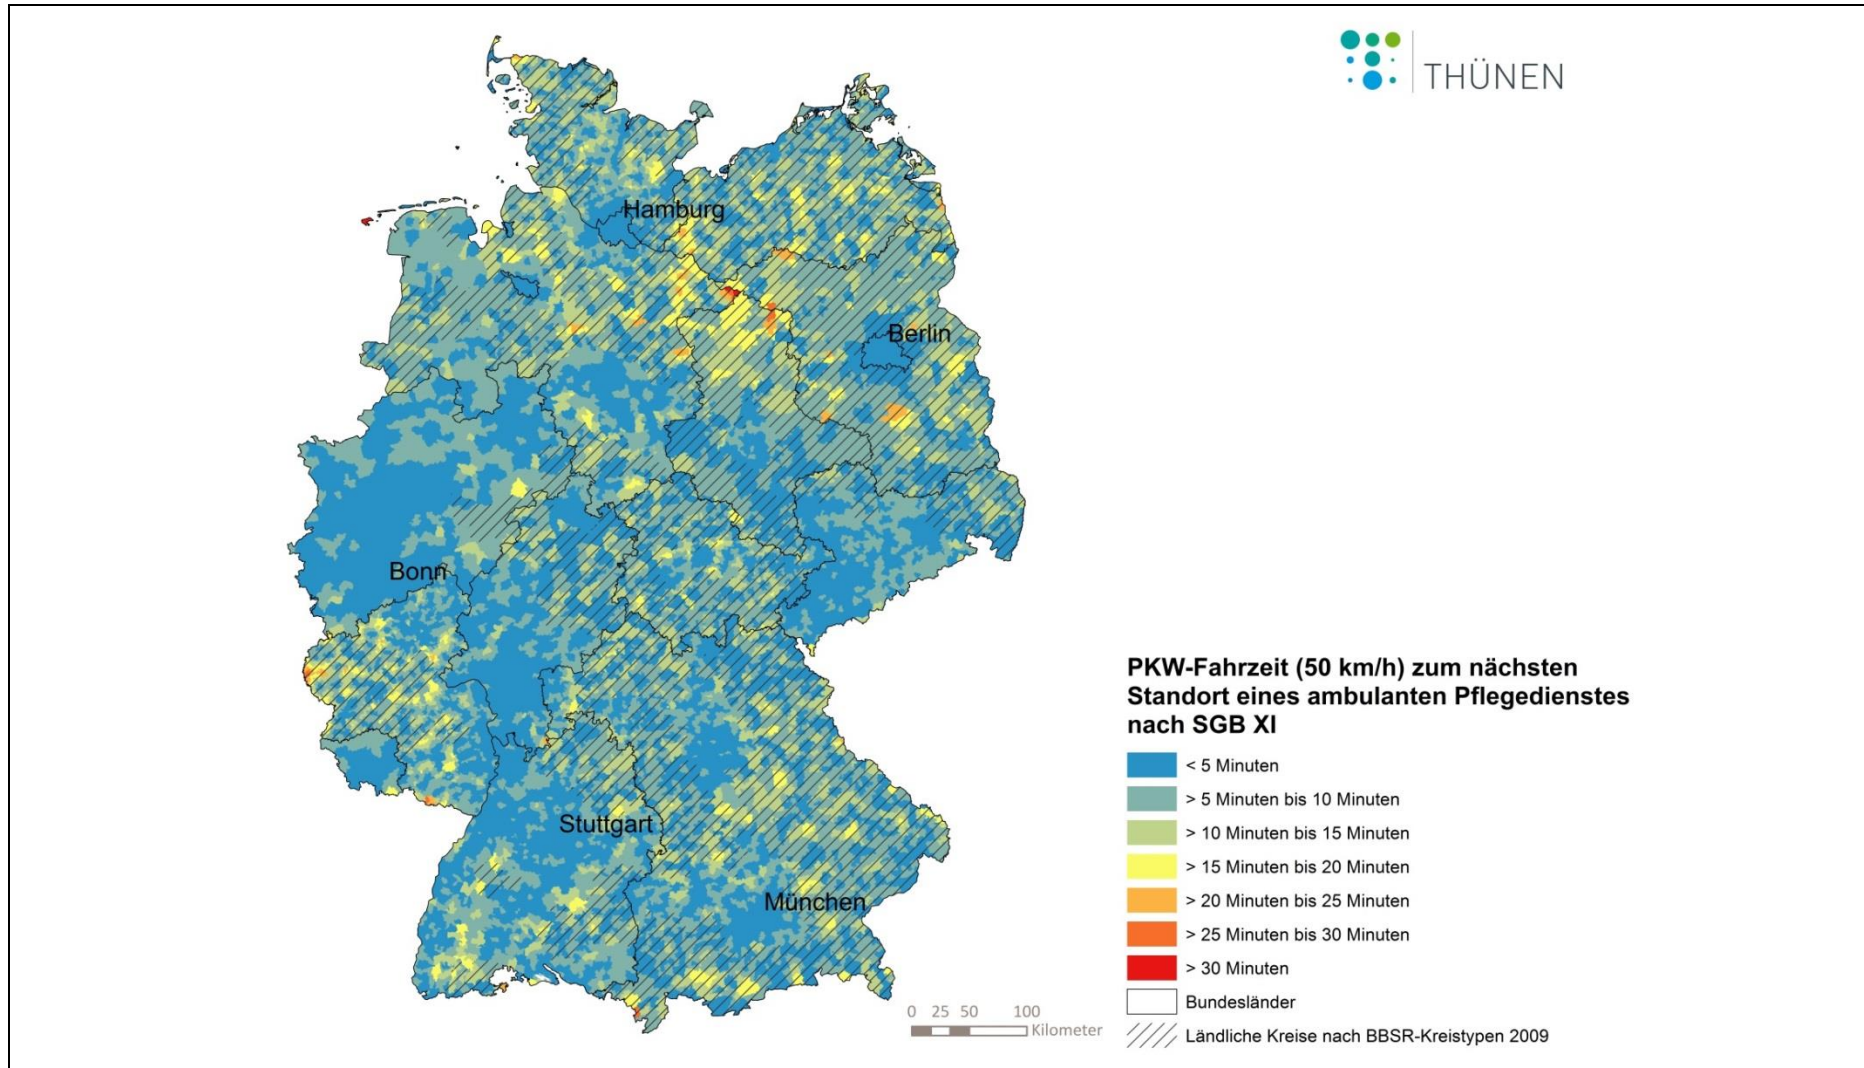 THÜNEN
Hamburg
Berlin
Bonn
Stuttgart
München
PKW-Fahrzeit (50 km/h) zum nächsten
Standort eines ambulanten Pflegedienstes
nach SGB XI
< 5 Minuten
> 5 Minuten bis 10 Minuten
> 10 Minuten bis 15 Minuten
> 15 Minuten bis 20 Minuten
> 20 Minuten bis 25 Minuten
> 25 Minuten bis 30 Minuten
> 30 Minuten
Bundesländer
Ländliche Kreise nach BBSR-Kreistypen 2009
0 25 50 100
Kilometer